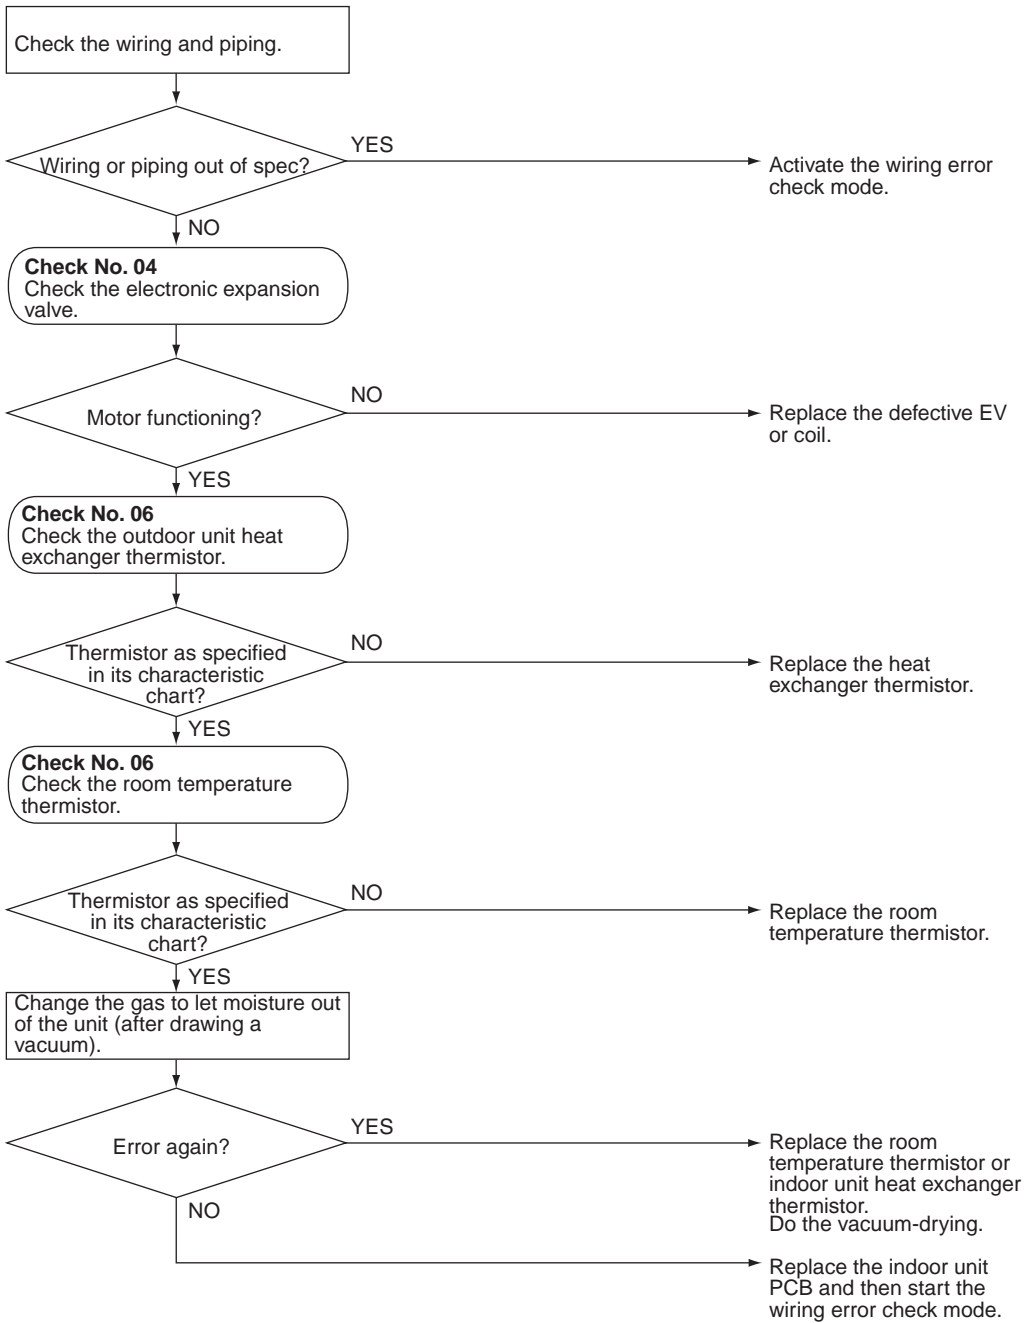 Check the wiring and piping.
YES
Wiring or piping out of spec?
Activate the wiring error
check mode.
NO
Check No. 04
Check the electronic expansion
valve.
NO
Motor functioning?
Replace the defective EV
or coil.
YES
Check No. 06
Check the outdoor unit heat
exchanger thermistor.
NO
Thermistor as specified
in its characteristic
chart?
Replace the heat
exchanger thermistor.
YES
Check No. 06
Check the room temperature
thermistor.
NO
Thermistor as specified
in its characteristic
chart?
Replace the room
temperature thermistor.
YES
Change the gas to let moisture out
of the unit (after drawing a
vacuum).
YES
Error again?
Replace the room
temperature thermistor or
indoor unit heat exchanger
thermistor.
Do the vacuum-drying.
NO
Replace the indoor unit
PCB and then start the
wiring error check mode.